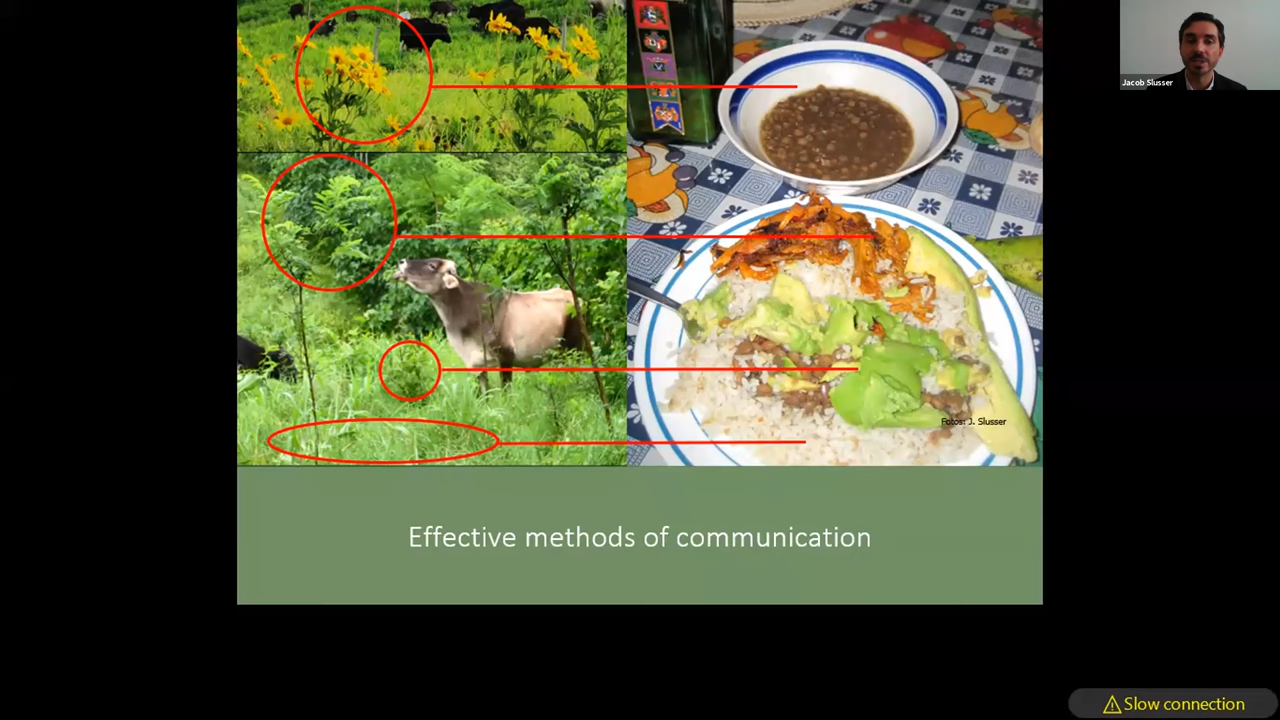 Jacob Slusser
Fotos: J. Slusser
Effective methods of communication
Slow connection